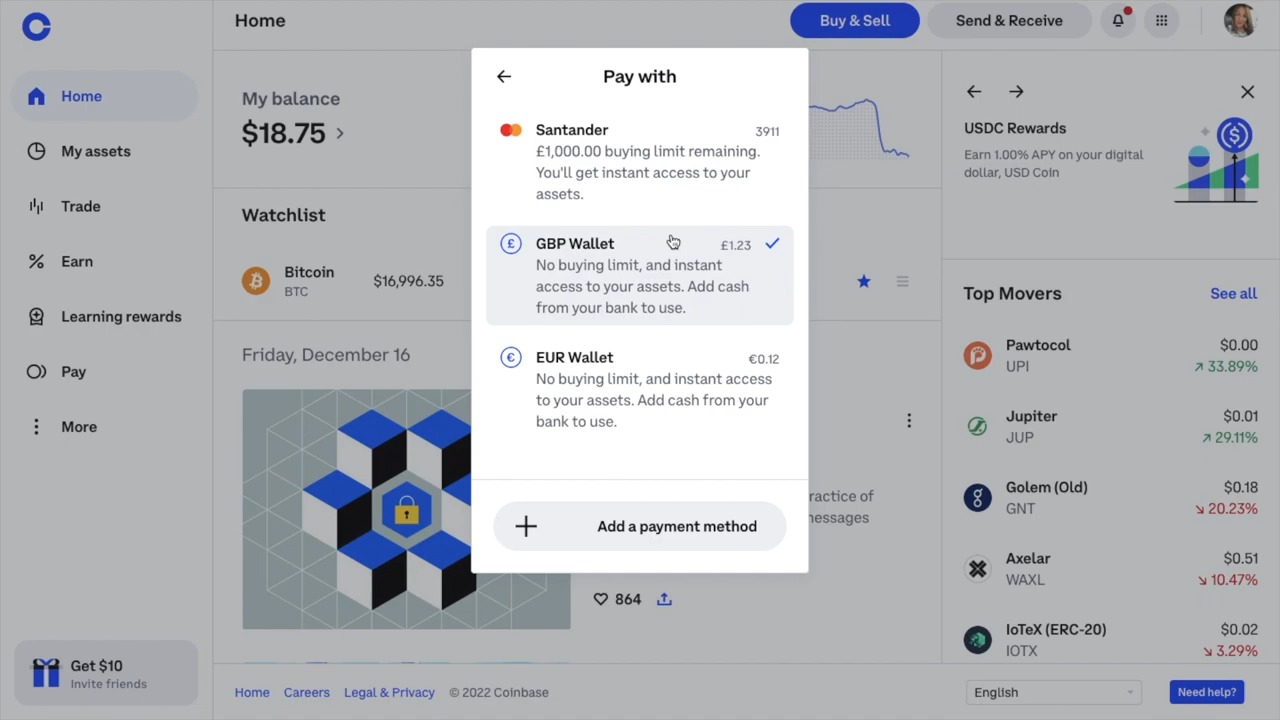 Home
Buy & Sell
Send & Receive
Home
My assets
Trade
Earn
Learning rewards
Pay
More
Get $10
Invite friends
My balance
$18.75
Watchlist
Bitcoin
BTC
$16,996.35
Friday, December 16
ractice of
nessages
864
Pay with
Santander
3911
£1,000.00 buying limit remaining.
You'll get instant access to your
assets.
GBP Wallet
£1.23
No buying limit, and instant
access to your assets. Add cash
from your bank to use.
EUR Wallet
€0.12
No buying limit, and instant access
to your assets. Add cash from your
bank to use.
Add a payment method
USDC Rewards
Earn 1.00% APY on your digital
dollar, USD Coin
Top Movers
See all
Pawtocol
$0.00
UPI
33.89%
Jupiter
$0.01
JUP
29.11%
Golem (Old)
$0.18
GNT
20.23%
Axelar
$0.51
WAXL
10.47%
IoTeX (ERC-20)
$0.02
IOTX
3.29%
Home
Careers
Legal & Privacy
© 2022 Coinbase
English
Need help?